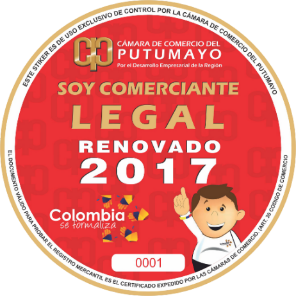 ESTE STIKER ES DE USO EXCLUSIVO DE CONTROL POR LA CÁMARA DE COMERCIO DEL PUTUMAYO
CÁMARA DE COMERCIO DEL
PUTUMAYO
Por el Desarrollo Empresarial de la Región
SOY COMERCIANTE
LEGAL
RENOVADO
2017
Colombia
se formaliza
0001
EL DOCUMENTO VALIDO PARA PROBAR EL REGISTRO MERCANTIL ES EL CERTIFICADO EXPEDIDO POR LAS CÁMARAS DE COMERCIO, (ART. 30 CODIGO DE COMERCIO